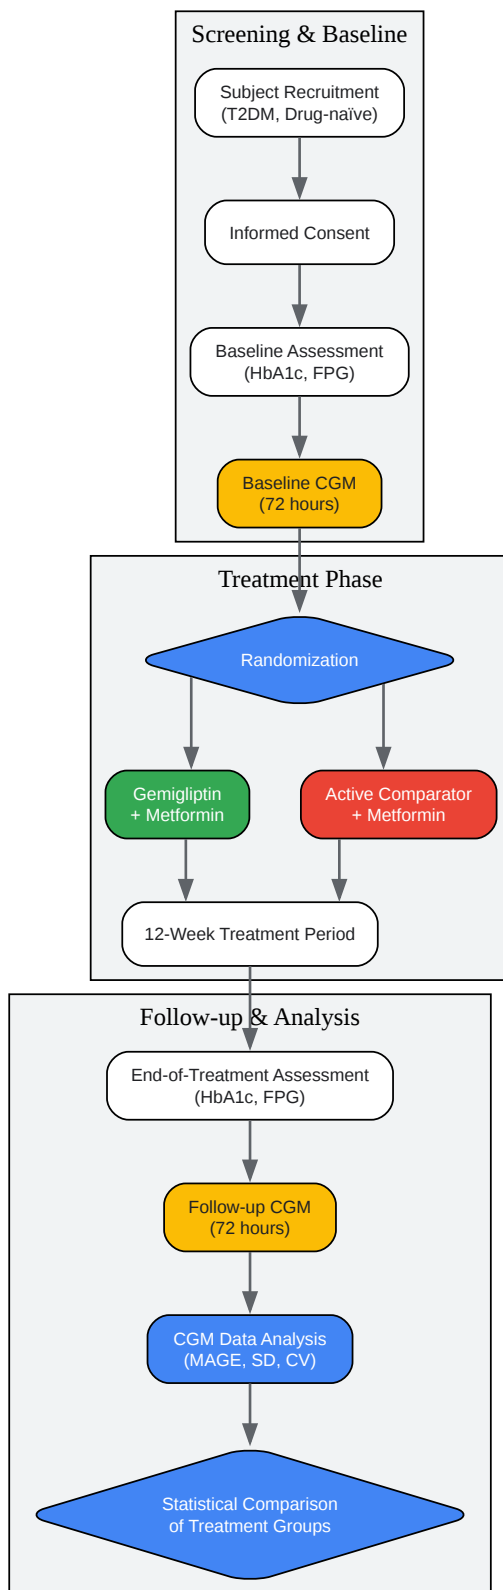 Screening & Baseline
Subject Recruitment
(T2DM, Drug-naïve)
Informed Consent
Baseline Assessment
(HbA1c, FPG)
Baseline CGM
(72 hours)
Treatment Phase
Randomization
Gemigliptin
+ Metformin
Active Comparator
+ Metformin
12-Week Treatment Period
Follow-up & Analysis
End-of-Treatment Assessment
(HbA1c, FPG)
Follow-up CGM
(72 hours)
CGM Data Analysis
(MAGE, SD, CV)
Statistical Comparison
of Treatment Groups